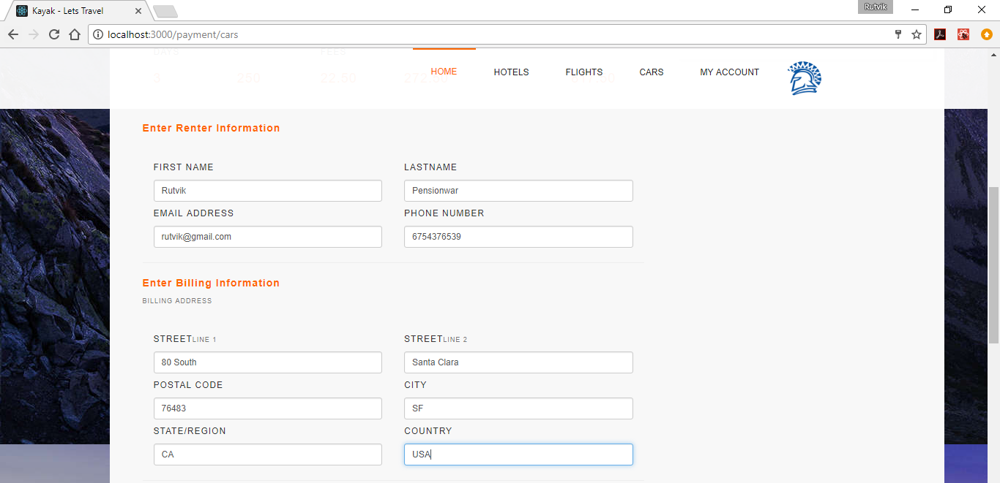 Kayak - Lets Travel
Rutvik
localhost:3000/payment/cars
DAYS FEES
3 250 22.50
HOME HOTELS FLIGHTS CARS MY ACCOUNT
Enter Renter Information
FIRST NAME LASTNAME
Rutvik Pensionwar
EMAIL ADDRESS PHONE NUMBER
rutvik@gmail.com 6754376539
Enter Billing Information
BILLING ADDRESS
STREETLINE 1 STREETLINE 2
80 South Santa Clara
POSTAL CODE CITY
76483 SF
STATE/REGION COUNTRY
CA USA